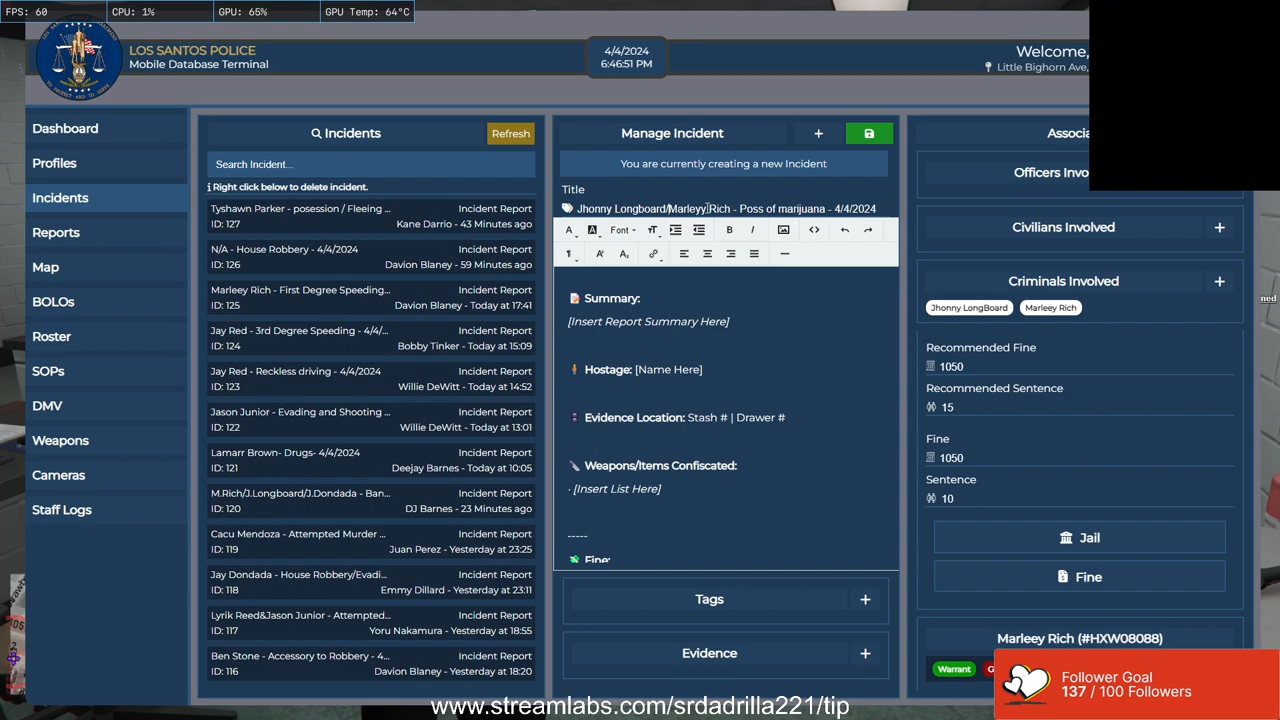 FPS: 60 CPU: 1% GPU: 65% GPU Temp: 64°C
LOS SANTOS POLICE
Mobile Database Terminal
4/4/2024
6:46:51 PM
Welcome,
Little Bighorn Ave,
Dashboard
Profiles
Incidents
Reports
Map
BOLOs
Roster
SOPs
DMV
Weapons
Cameras
Staff Logs
Incidents
Refresh
Search Incident...
Right click below to delete incident.
Tyshawn Parker - posession / Fleeing ... Incident Report
ID: 127 Kane Darrio - 43 Minutes ago
N/A - House Robbery - 4/4/2024 Incident Report
ID: 126 Davion Blaney - 59 Minutes ago
Marleey Rich - First Degree Speeding... Incident Report
ID: 125 Davion Blaney - Today at 17:41
Jay Red - 3rd Degree Speeding - 4/4/... Incident Report
ID: 124 Bobby Tinker - Today at 15:09
Jay Red - Reckless driving - 4/4/2024 Incident Report
ID: 123 Willie DeWitt - Today at 14:52
Jason Junior - Evading and Shooting ... Incident Report
ID: 122 Willie DeWitt - Today at 13:01
Lamarr Brown- Drugs- 4/4/2024 Incident Report
ID: 121 Deejay Barnes - Today at 10:05
M.Rich/J.Longboard/J.Dondada - Ban... Incident Report
ID: 120 DJ Barnes - 23 Minutes ago
Cacu Mendoza - Attempted Murder ... Incident Report
ID: 119 Juan Perez - Yesterday at 23:25
Jay Dondada - House Robbery/Evadi... Incident Report
ID: 118 Emmy Dillard - Yesterday at 23:11
Lyrik Reed&Jason Junior - Attempted... Incident Report
ID: 117 Yoru Nakamura - Yesterday at 18:55
Ben Stone - Accessory to Robbery - 4... Incident Report
ID: 116 Davion Blaney - Yesterday at 18:20
Manage Incident
You are currently creating a new Incident
Title
Jhonny Longboard/Marleyy Rich - Poss of marijuana - 4/4/2024
Font
Summary:
[Insert Report Summary Here]
Hostage: [Name Here]
Evidence Location: Stash # | Drawer #
Weapons/Items Confiscated:
· [Insert List Here]
-----
Fine:
Tags
Evidence
Associa
Officers Invo
Civilians Involved
Criminals Involved
Jhonny LongBoard Marleey Rich
Recommended Fine
1050
Recommended Sentence
15
Fine
1050
Sentence
10
Jail
Fine
Marleey Rich (#HXW08088)
Warrant G
ned
Follower Goal
137 / 100 Followers
www.streamlabs.com/srdadrilla221/tip